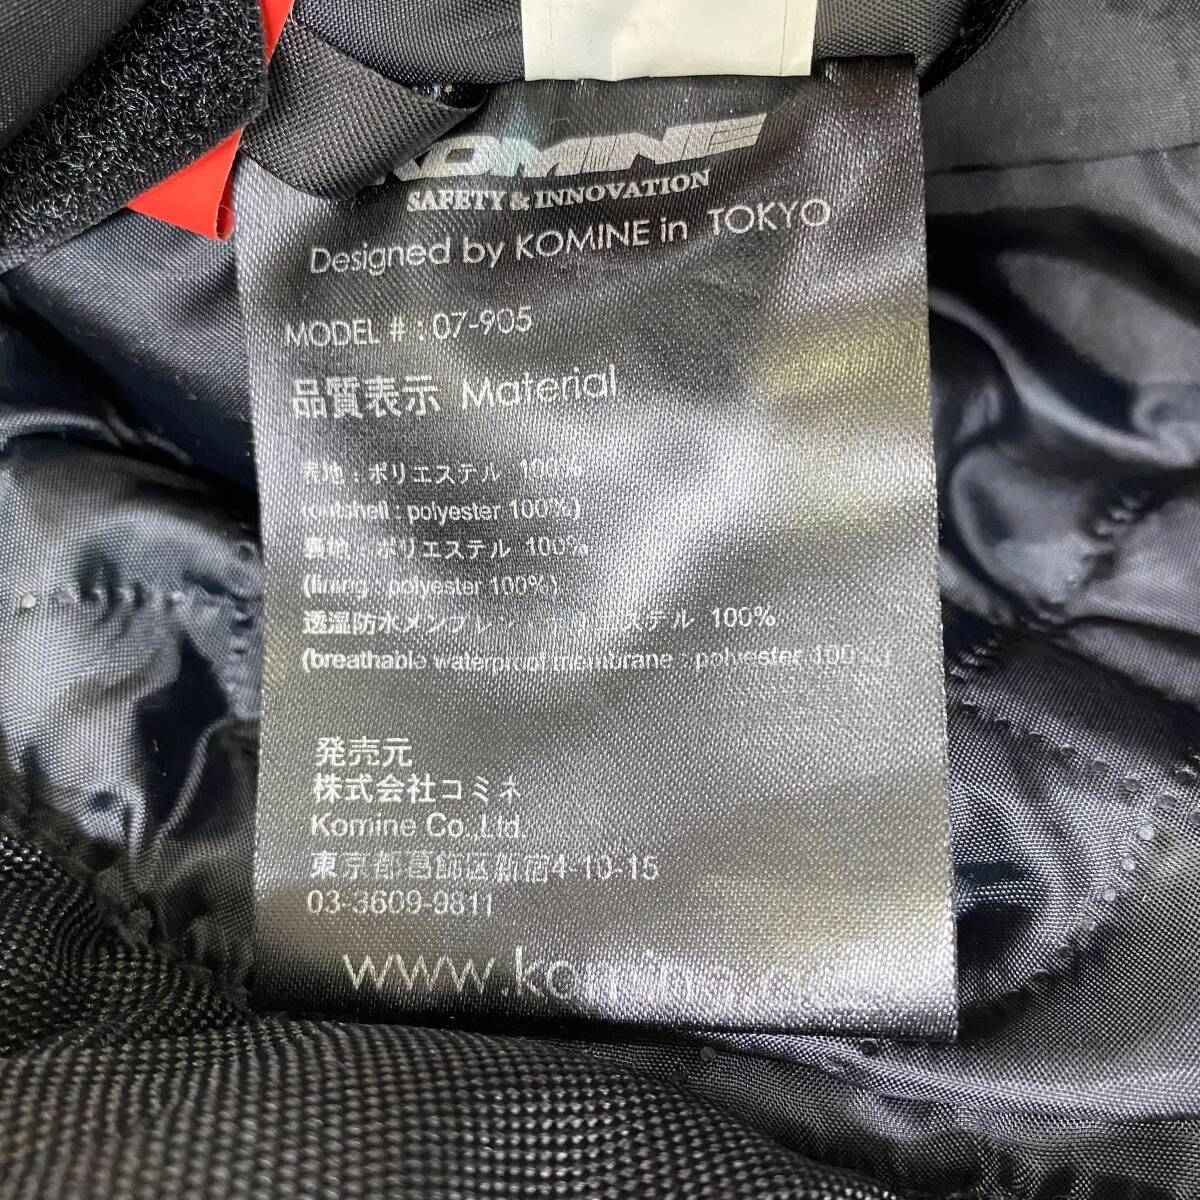 KOMINE
SAFETY & INNOVATION
Designed by KOMINE in TOKYO
MODEL # : 07-905
品質表示 Material
表地 : ポリエステル 100%
(outshell : polyester 100%)
裏地 : ポリエステル 100%
(lining : polyester 100%)
透湿防水メンブレン : ポリエステル 100%
(breathable waterproof membrane : polyester 100%)
発売元
株式会社コミネ
Komine Co.,Ltd.
東京都葛飾区新宿4-10-15
03-3609-9811